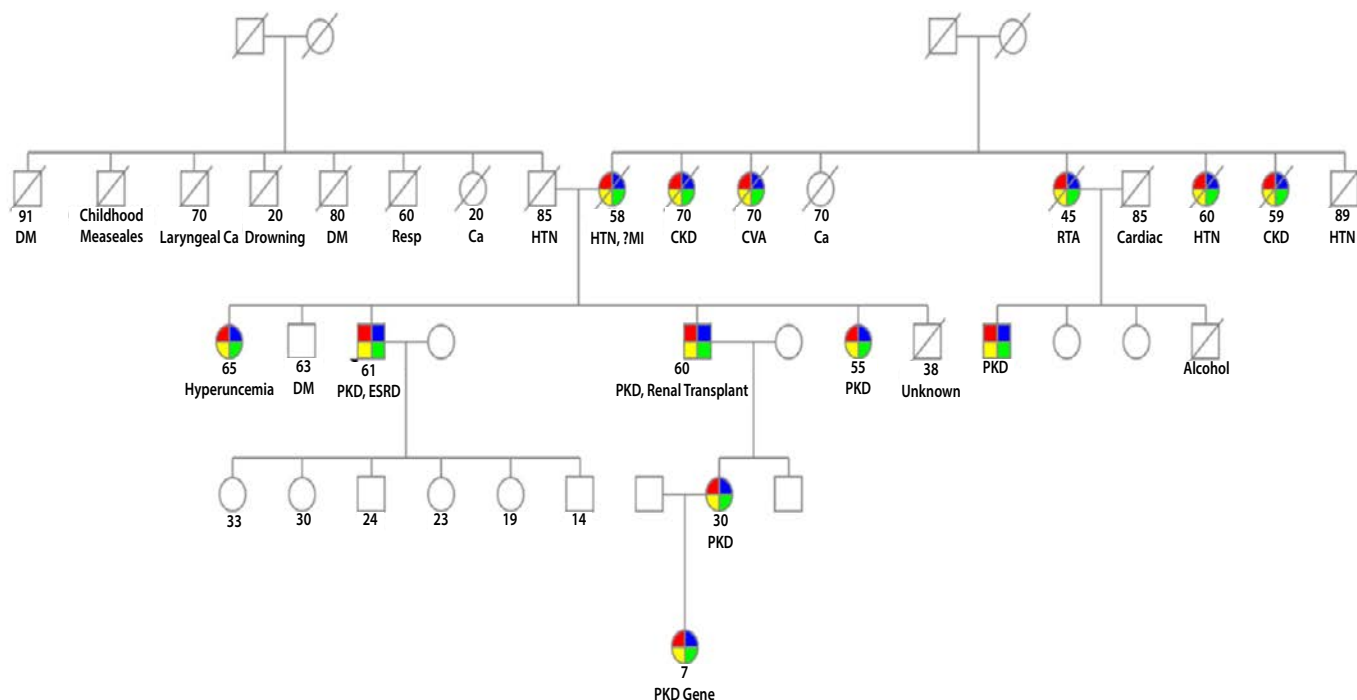 91 Childhood 70 20 80 60 20 85 58 70 70 70 45 85 60 59 89
DM Measeales Laryngeal Ca Drowning DM Resp Ca HTN HTN, ?MI CKD CVA Ca RTA Cardiac HTN CKD HTN
65 63 61 60 55 38
Hyperuncemia DM PKD, ESRD PKD, Renal Transplant PKD Unknown PKD Alcohol
33 30 24 23 19 14 30
PKD
7
PKD Gene